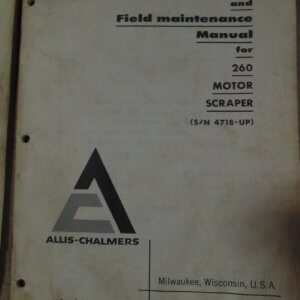 and
Field maintenance
Manual
for
260
MOTOR
SCRAPER
(S/N 4718-UP)
ALLIS-CHALMERS
Milwaukee, Wisconsin, U.S.A.